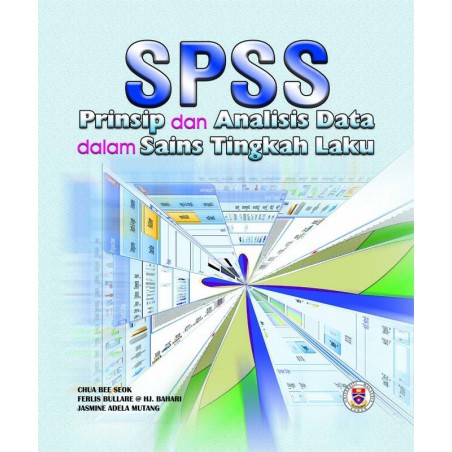 SPSS
Prinsip dan Analisis Data
dalam Sains Tingkah Laku
CHUA BEE SEOK
FERLIS BULLARE @ HJ. BAHARI
JASMINE ADELA MUTANG